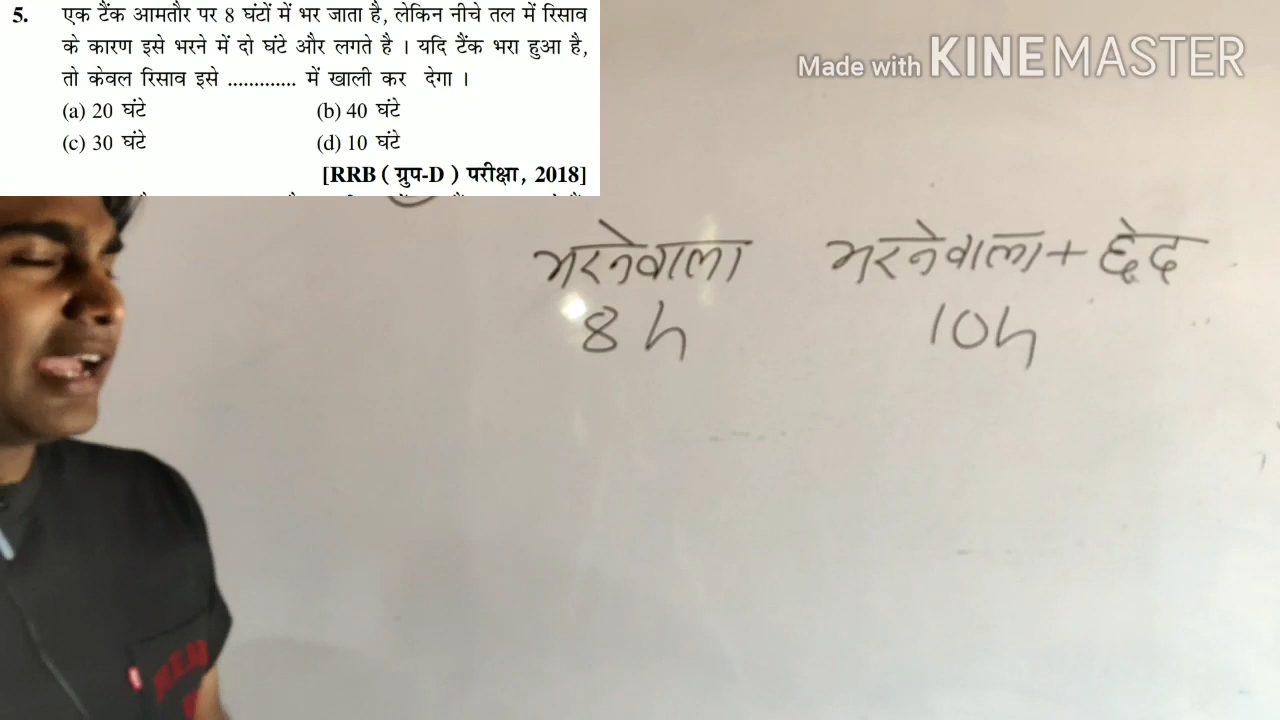 5. एक टैंक आमतौर पर 8 घंटों में भर जाता है, लेकिन नीचे तल में रिसाव
के कारण इसे भरने में दो घंटे और लगते है । यदि टैंक भरा हुआ है,
तो केवल रिसाव इसे ............. में खाली कर देगा ।
(a) 20 घंटे (b) 40 घंटे
(c) 30 घंटे (d) 10 घंटे
[RRB ( ग्रुप-D ) परीक्षा, 2018]
Made with KINEMASTER
भरनेवाला भरनेवाला + छेद
8 h 10h